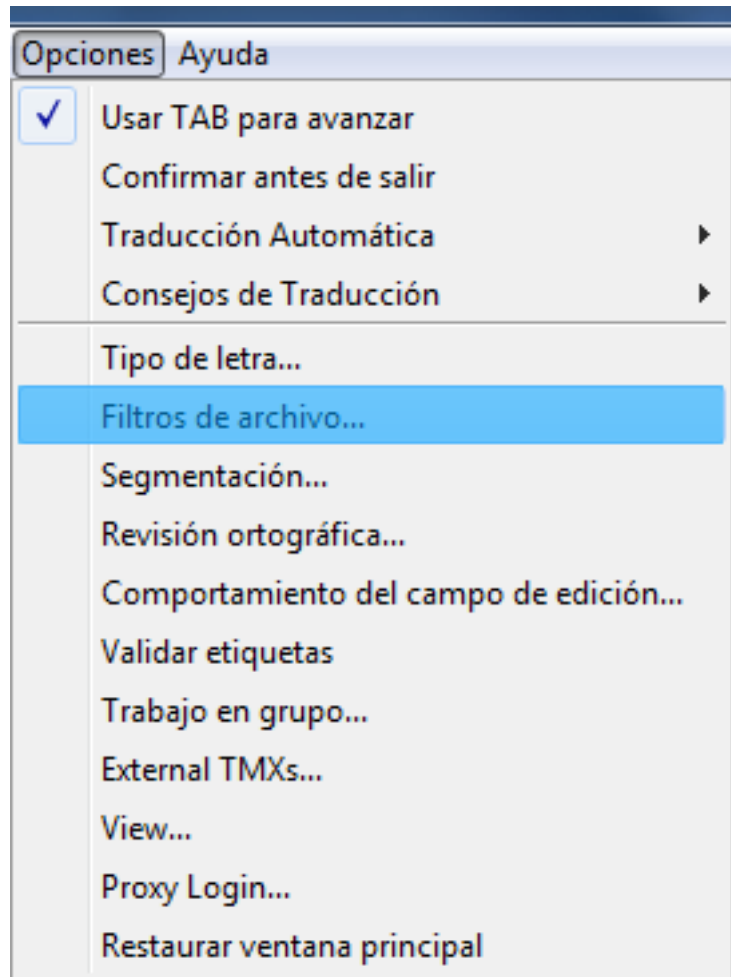 Opciones Ayuda
Usar TAB para avanzar
Confirmar antes de salir
Traducción Automática
Consejos de Traducción
Tipo de letra...
Filtros de archivo...
Segmentación...
Revisión ortográfica...
Comportamiento del campo de edición...
Validar etiquetas
Trabajo en grupo...
External TMXs...
View...
Proxy Login...
Restaurar ventana principal